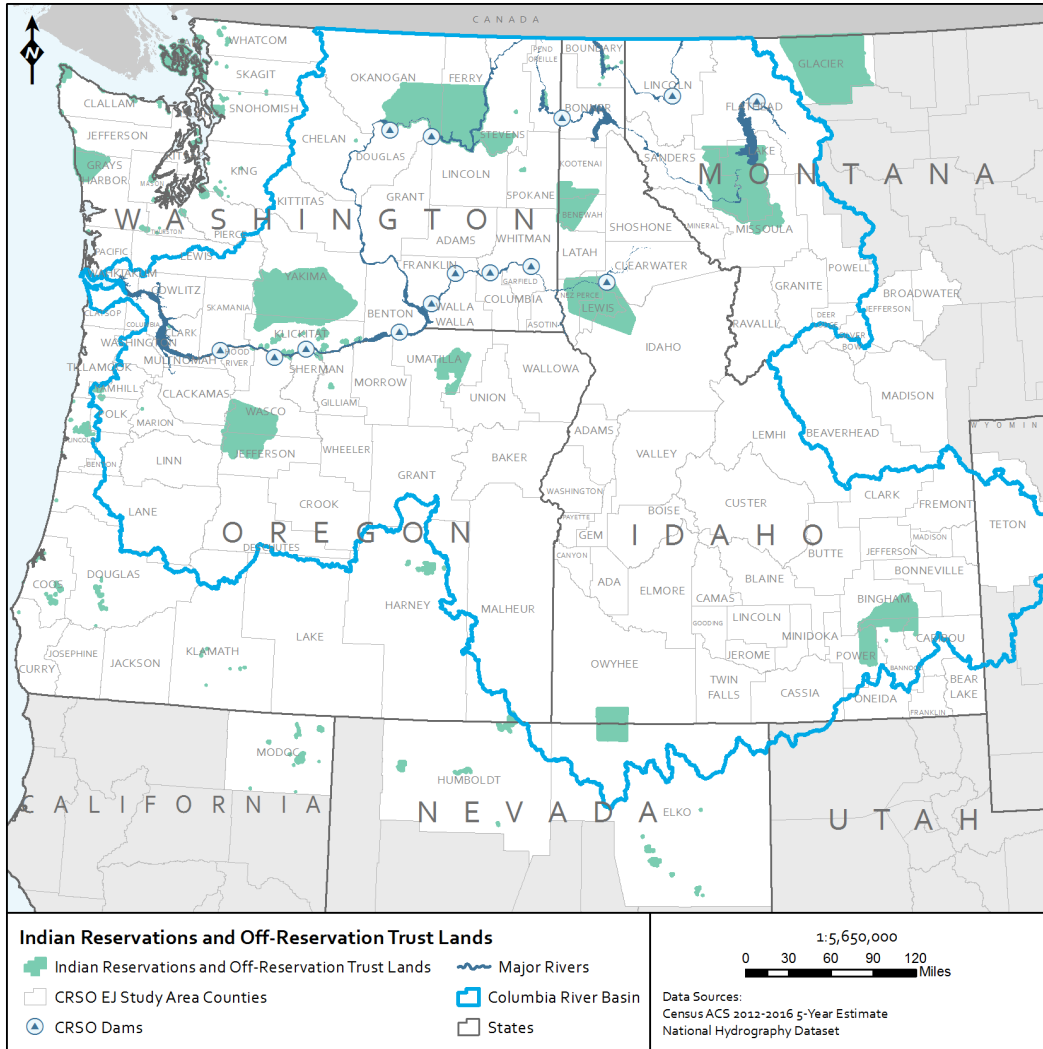 CANADA
N
WHATCOM
SKAGIT
SNOHOMISH
CLALLAM
JEFFERSON
GRAYS
HARBOR
MASON
KING
CHELAN
OKANOGAN
FERRY
PEND
OREILLE
BOUNDARY
BONNER
LINCOLN
FLATHEAD
GLACIER
STEVENS
DOUGLAS
LINCOLN
SPOKANE
KOOTENAI
SANDERS
LAKE
MONTANA
GRANT
KITTITAS
WASHINGTON
BENEWAH
SHOSHONE
MINERAL
MISSOULA
PIERCE
ADAMS
WHITMAN
LATAH
CLEARWATER
POWELL
PACIFIC
LEWIS
FRANKLIN
GARFIELD
WAHKIAKUM
COWLITZ
YAKIMA
SKAMANIA
COLUMBIA
NEZ PERCE
LEWIS
GRANITE
BROADWATER
JEFFERSON
DEER
CLATSOP
COLUMBIA
CLARK
BENTON
WALLA
WALLA
ASOTIN
RAVALLI
KLICKITAT
WASHINGTON
MULTNOMAH
HOOD
RIVER
SHERMAN
IDAHO
TILLAMOOK
YAMHILL
CLACKAMAS
GILLIAM
MORROW
UMATILLA
UNION
WALLOWA
MADISON
POLK
MARION
WASCO
JEFFERSON
LINCOLN
BENTON
LINN
WHEELER
BAKER
ADAMS
LEMHI
BEAVERHEAD
WYOMIN
VALLEY
GRANT
WASHINGTON
CUSTER
CLARK
FREMONT
CROOK
LANE
PAYETTE
BOISE
MADISON
TETON
OREGON
GEM
IDAHO
DESCHUTES
CANYON
BUTTE
JEFFERSON
BONNEVILLE
COOS
DOUGLAS
HARNEY
MALHEUR
ADA
ELMORE
CAMAS
BLAINE
BINGHAM
GOODING
LINCOLN
MINIDOKA
CARIBOU
LAKE
JEROME
POWER
BANNOCK
KLAMATH
OWYHEE
CURRY
JOSEPHINE
JACKSON
TWIN
FALLS
CASSIA
ONEIDA
BEAR
LAKE
FRANKLIN
MODOC
HUMBOLDT
ELKO
CALIFORNIA
NEVADA
UTAH
Indian Reservations and Off-Reservation Trust Lands
Indian Reservations and Off-Reservation Trust Lands
Major Rivers
CRSO EJ Study Area Counties
Columbia River Basin
CRSO Dams
States
1:5,650,000
0 30 60 90 120
Miles
Data Sources:
Census ACS 2012-2016 5-Year Estimate
National Hydrography Dataset